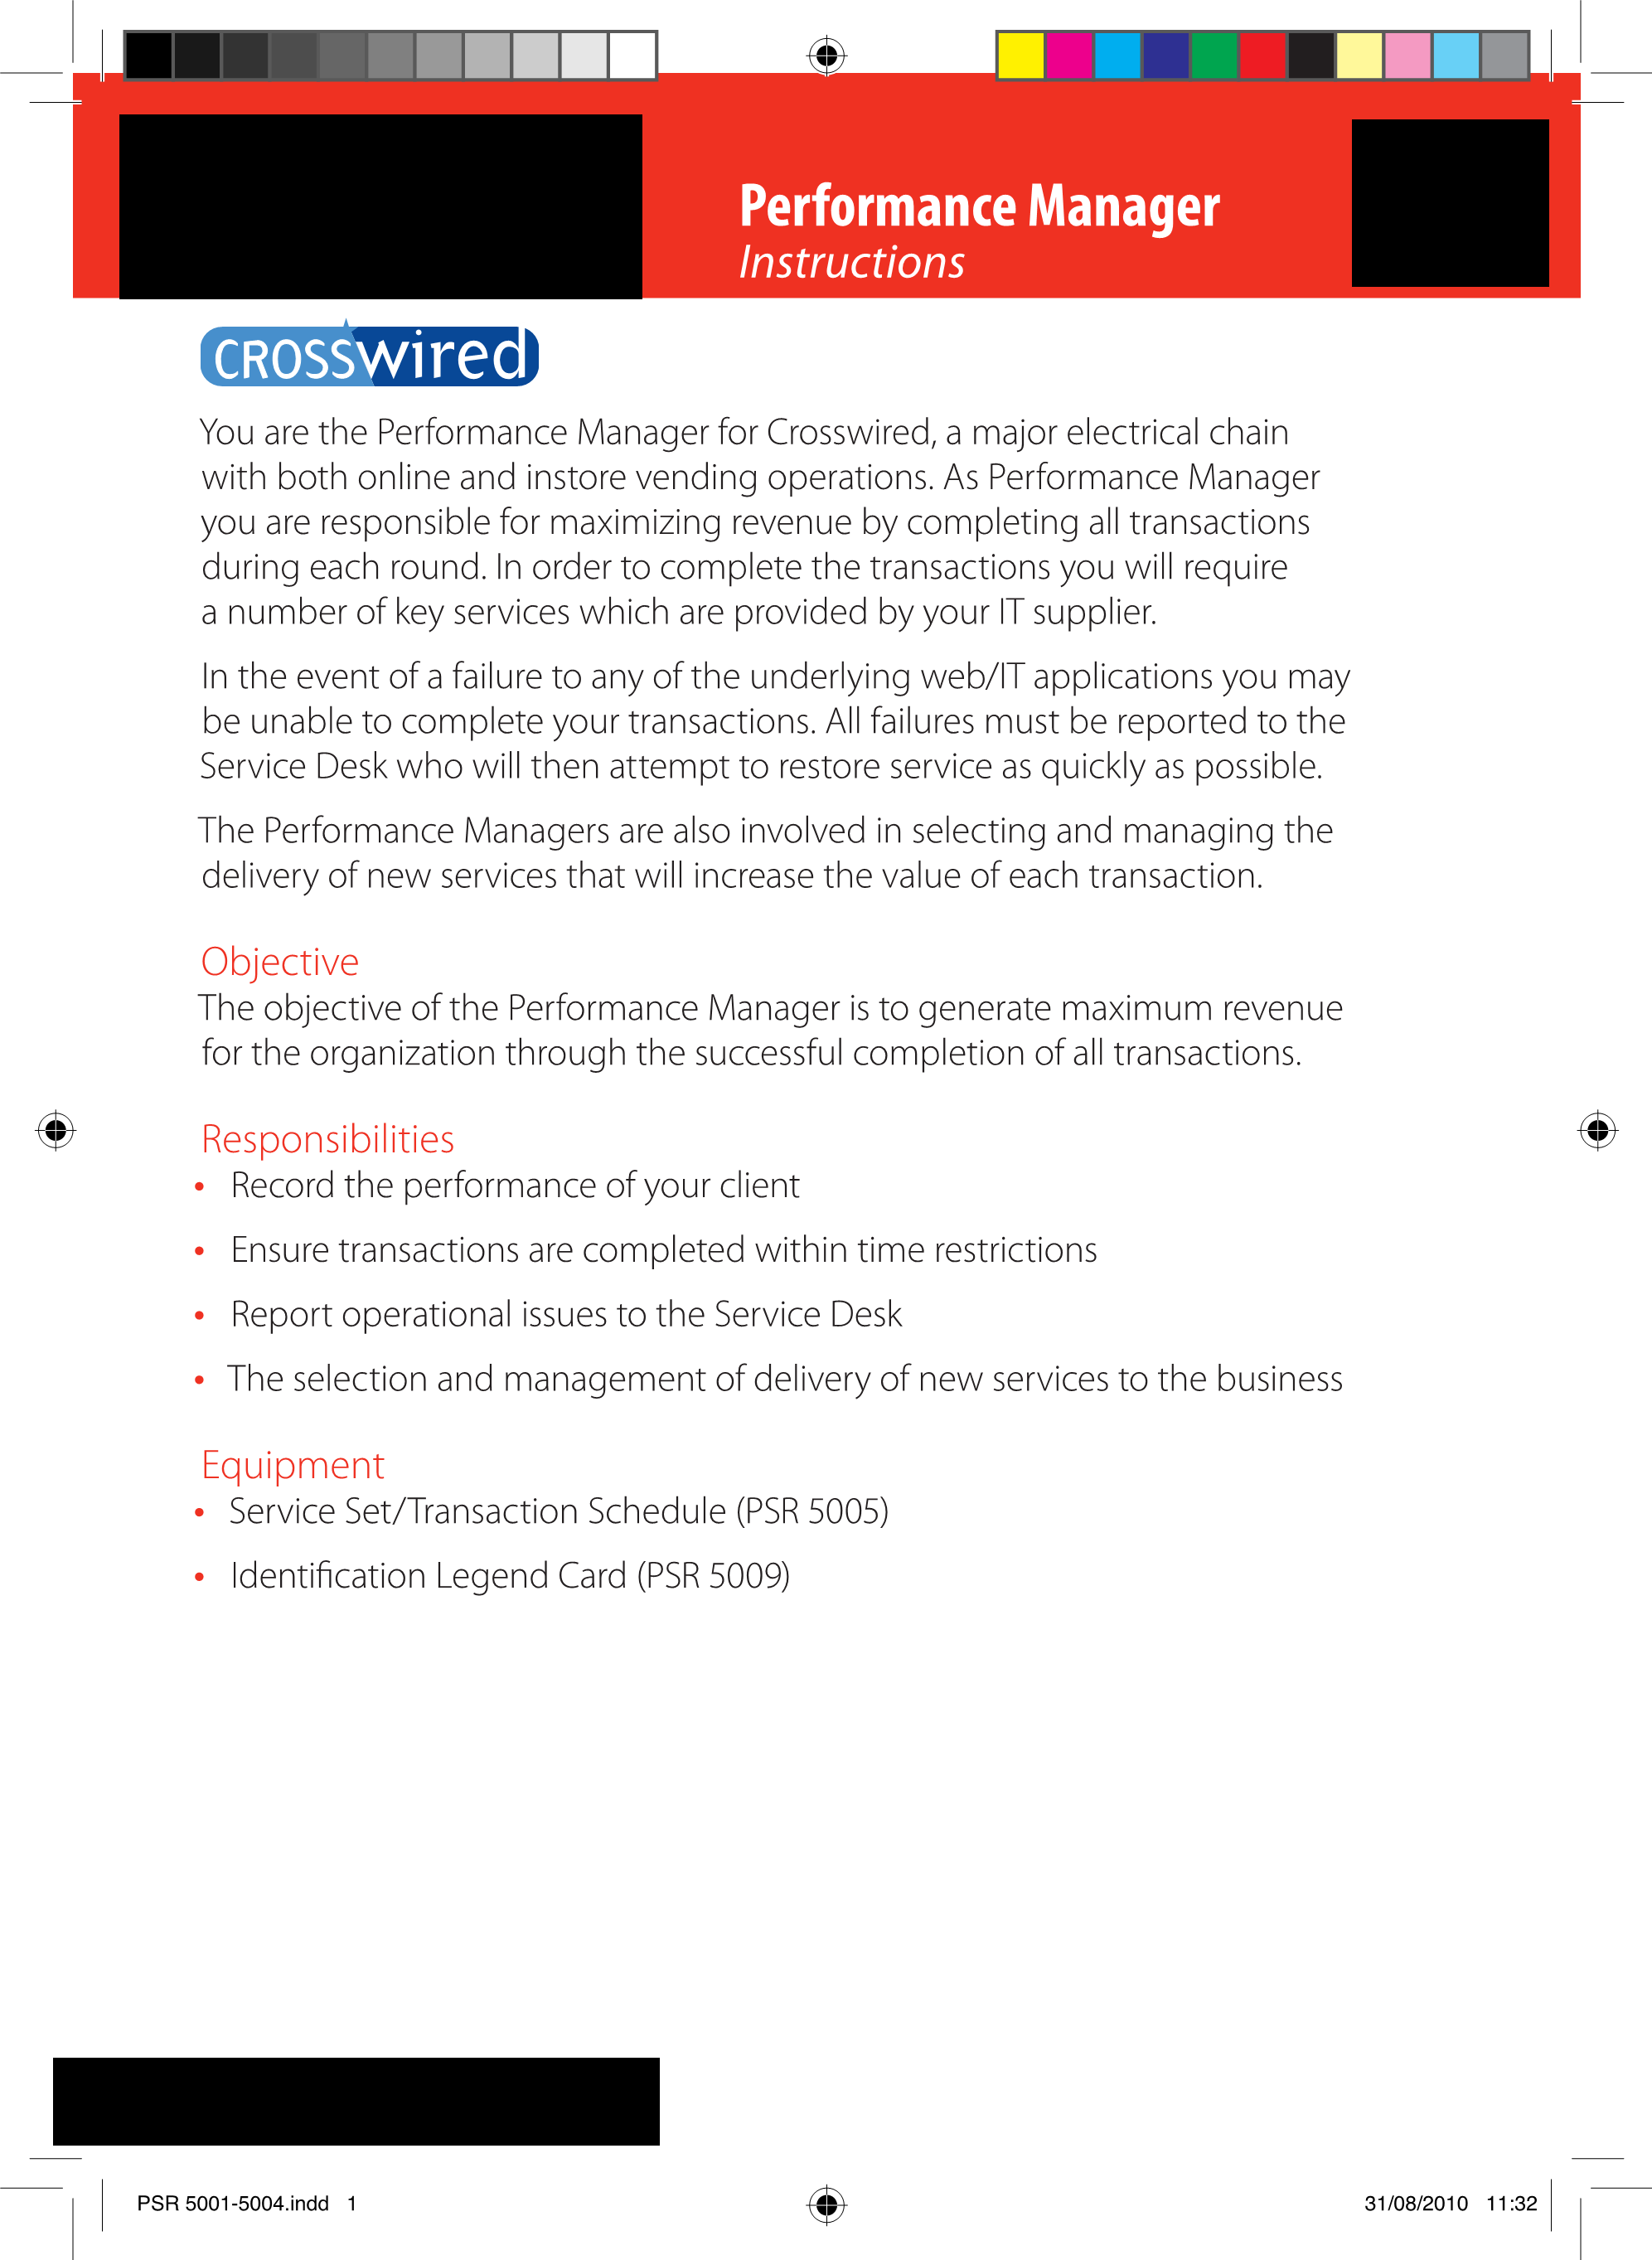 Performance Manager
Instructions
CROSSwired
You are the Performance Manager for Crosswired, a major electrical chain
with both online and instore vending operations. As Performance Manager
you are responsible for maximizing revenue by completing all transactions
during each round. In order to complete the transactions you will require
a number of key services which are provided by your IT supplier.
In the event of a failure to any of the underlying web/IT applications you may
be unable to complete your transactions. All failures must be reported to the
Service Desk who will then attempt to restore service as quickly as possible.
The Performance Managers are also involved in selecting and managing the
delivery of new services that will increase the value of each transaction.
Objective
The objective of the Performance Manager is to generate maximum revenue
for the organization through the successful completion of all transactions.
Responsibilities
• Record the performance of your client
• Ensure transactions are completed within time restrictions
• Report operational issues to the Service Desk
• The selection and management of delivery of new services to the business
Equipment
• Service Set/Transaction Schedule (PSR 5005)
• Identification Legend Card (PSR 5009)
PSR 5001-5004.indd 1
31/08/2010 11:32